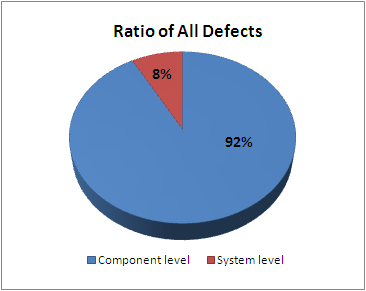 Ratio of All Defects
8%
92%
Component level System level